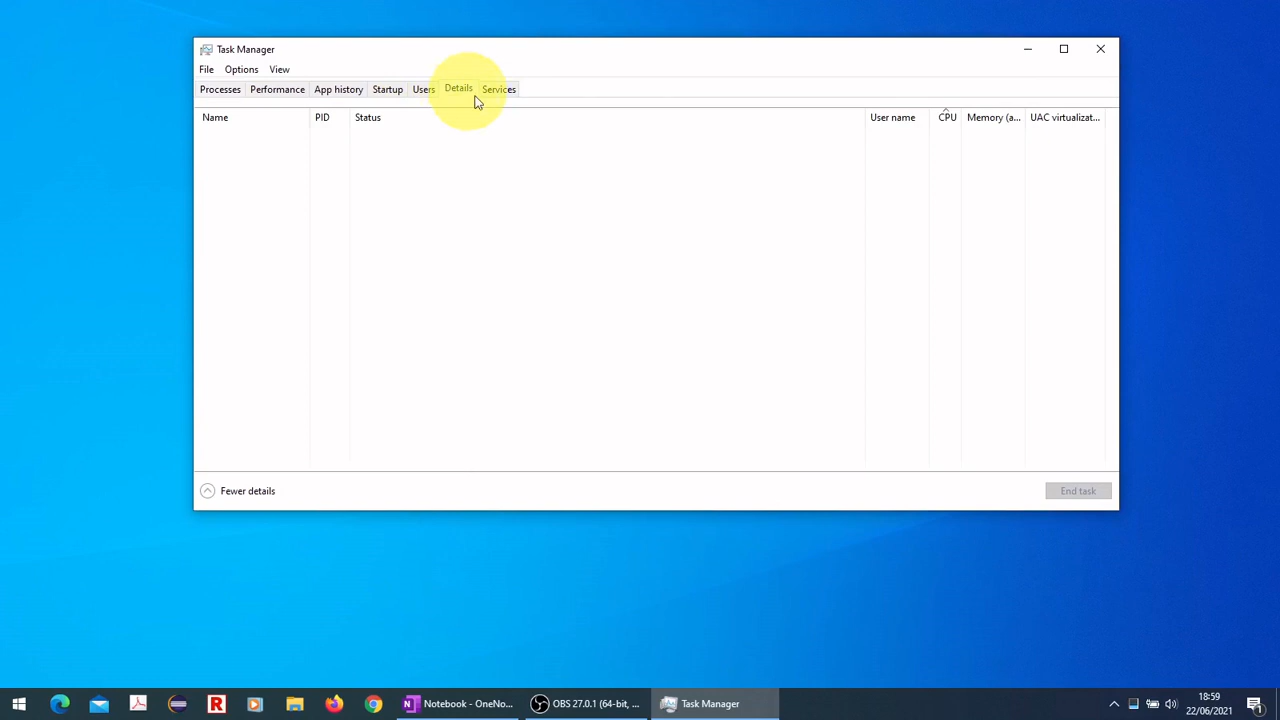 Task Manager
File Options View
Processes Performance App history Startup Users Details Services
Name PID Status User name CPU Memory (a... UAC virtualizat...
Fewer details End task
R N Notebook - OneNo... OBS 27.0.1 (64-bit, ... Task Manager
18:59
22/06/2021 1